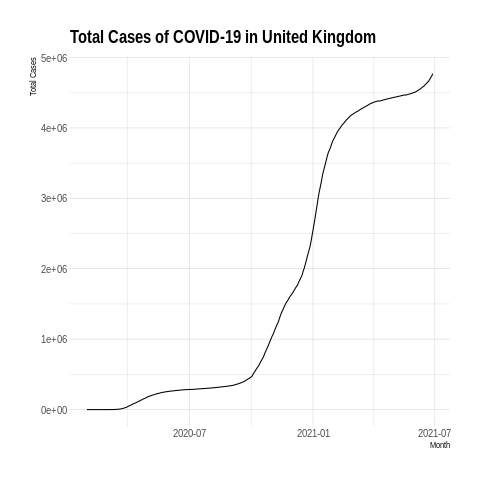 Total Cases of COVID-19 in United Kingdom
Total Cases
5e+06
4e+06
3e+06
2e+06
1e+06
0e+00
2020-07 2021-01 2021-07
Month